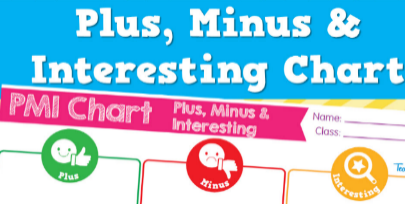 Plus, Minus &
Interesting Chart
PMI Chart
Plus, Minus &
Interesting
Name:
Class:
Plus
Minus
Interesting